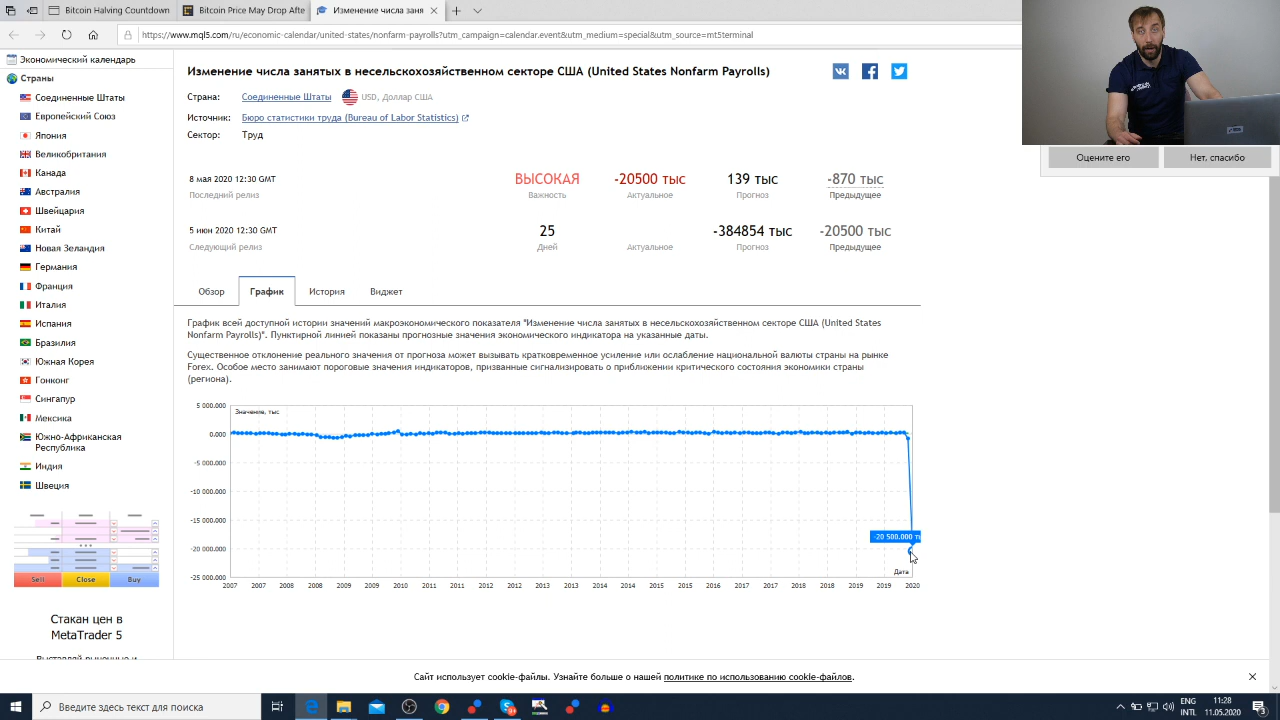 Bitcoin Halving Countdown
Bitcoin Price May Drop Afte
Изменение числа заня
https://www.mql5.com/ru/economic-calendar/united-states/nonfarm-payrolls?utm_campaign=calendar.event&utm_medium=special&utm_source=mt5terminal
Экономический календарь
Страны
Соединенные Штаты
Европейский Союз
Япония
Великобритания
Канада
Австралия
Швейцария
Китай
Новая Зеландия
Германия
Франция
Италия
Испания
Бразилия
Южная Корея
Гонконг
Сингапур
Мексика
Южно-Африканская
Республика
Индия
Швеция
Sell Close Buy
Стакан цен в
MetaTrader 5
Изменение числа занятых в несельскохозяйственном секторе США (United States Nonfarm Payrolls)
Страна: Соединенные Штаты USD, Доллар США
Источник: Бюро статистики труда (Bureau of Labor Statistics)
Сектор: Труд
8 мая 2020 12:30 GMT ВЫСОКАЯ -20500 тыс 139 тыс -870 тыс
Последний релиз Важность Актуальное Прогноз Предыдущее
5 июн 2020 12:30 GMT 25 -384854 тыс -20500 тыс
Следующий релиз Дней Актуальное Прогноз Предыдущее
Обзор График История Виджет
График всей доступной истории значений макроэкономического показателя "Изменение числа занятых в несельскохозяйственном секторе США (United States
Nonfarm Payrolls)". Пунктирной линией показаны прогнозные значения экономического индикатора на указанные даты.
Существенное отклонение реального значения от прогноза может вызывать кратковременное усиление или ослабление национальной валюты страны на рынке
Forex. Особое место занимают пороговые значения индикаторов, призванные сигнализировать о приближении критического состояния экономики страны
(региона).
Значение, тыс
5 000.000
0.000
-5 000.000
-10 000.000
-15 000.000
-20 000.000
-25 000.000
-20 500.000
Дата
2007 2007 2008 2008 2009 2009 2010 2011 2011 2012 2012 2013 2013 2014 2014 2015 2015 2016 2017 2017 2018 2018 2019 2019 2020
Оцените его Нет, спасибо
Сайт использует cookie-файлы. Узнайте больше о нашей политике по использованию cookie-файлов.
Введите здесь текст для поиска
ENG
INTL
11:28
11.05.2020